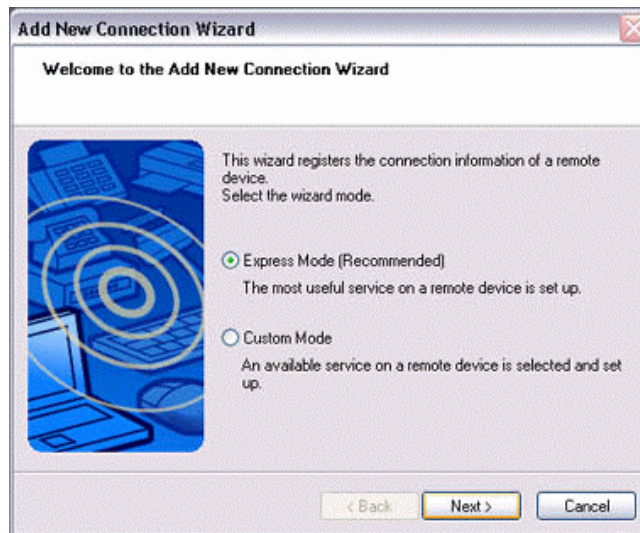 Add New Connection Wizard
Welcome to the Add New Connection Wizard
This wizard registers the connection information of a remote
device.
Select the wizard mode.
Express Mode (Recommended)
The most useful service on a remote device is set up.
Custom Mode
An available service on a remote device is selected and set
up.
< Back
Next >
Cancel